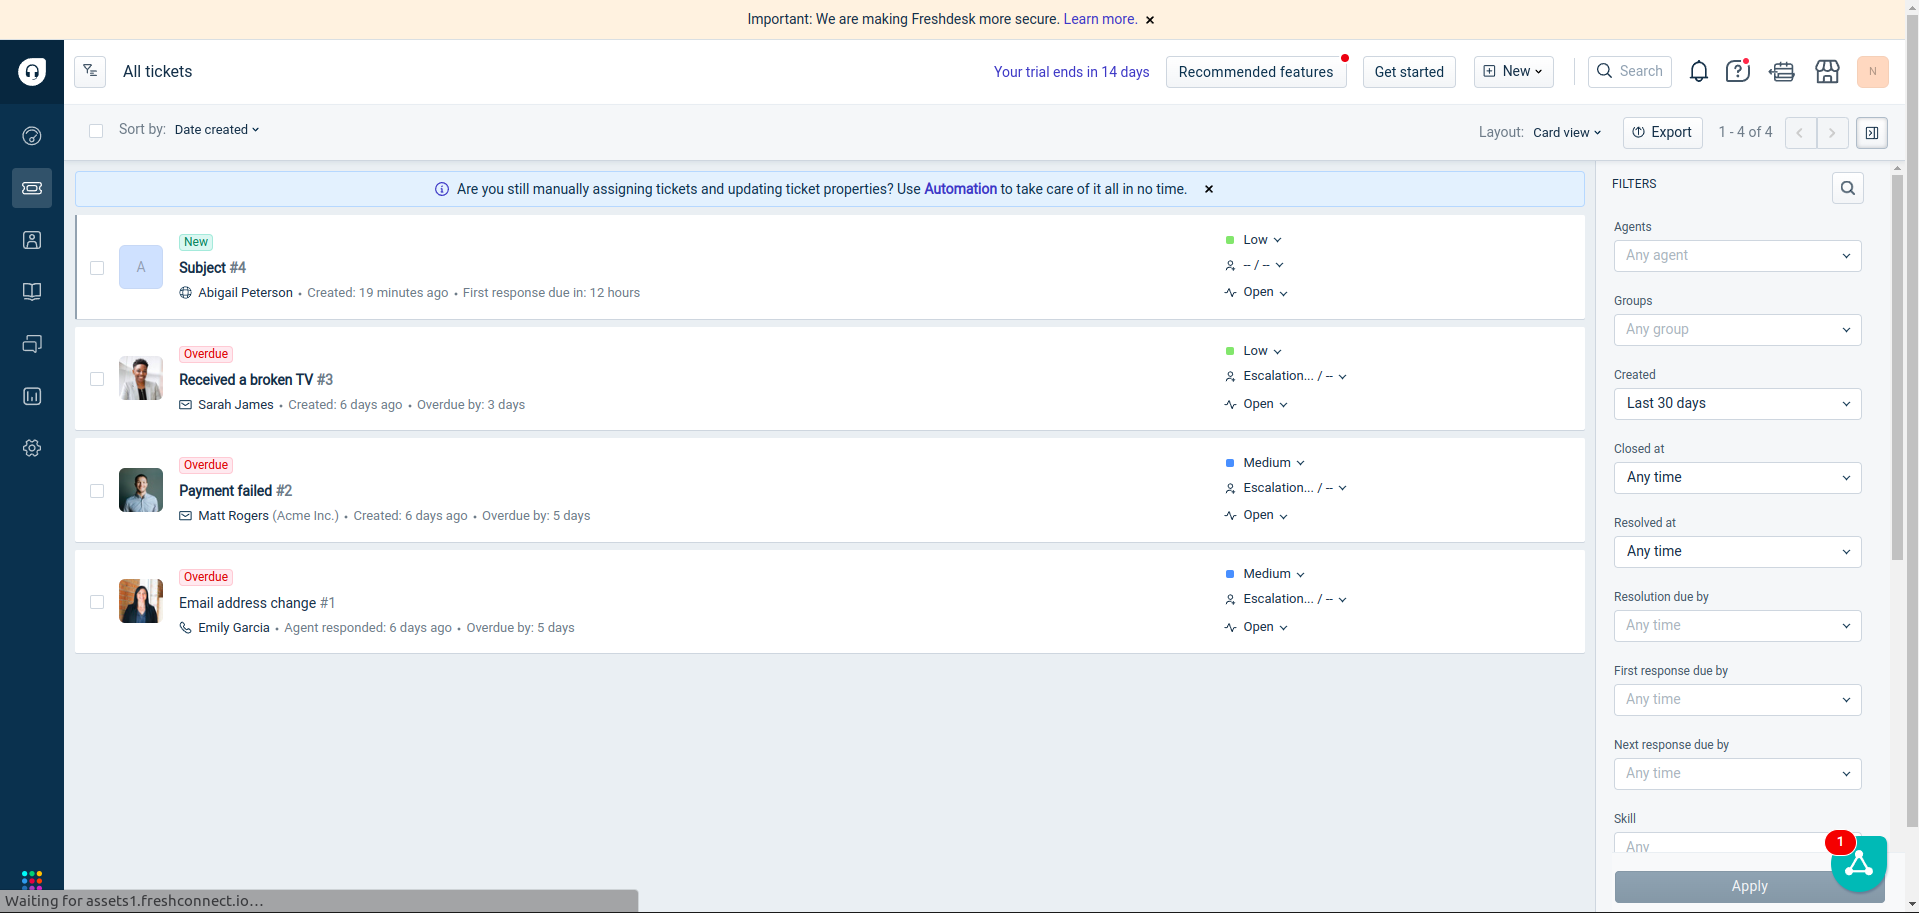 Important: We are making Freshdesk more secure. Learn more. ×
All tickets
Your trial ends in 14 days
Recommended features
Get started
New
Search
N
Sort by: Date created
Layout: Card view
Export
1 - 4 of 4
Are you still manually assigning tickets and updating ticket properties? Use Automation to take care of it all in no time. ×
A
New
Subject #4
Abigail Peterson • Created: 19 minutes ago • First response due in: 12 hours
Low
-- / --
Open
Overdue
Received a broken TV #3
Sarah James • Created: 6 days ago • Overdue by: 3 days
Low
Escalation... / --
Open
Overdue
Payment failed #2
Matt Rogers (Acme Inc.) • Created: 6 days ago • Overdue by: 5 days
Medium
Escalation... / --
Open
Overdue
Email address change #1
Emily Garcia • Agent responded: 6 days ago • Overdue by: 5 days
Medium
Escalation... / --
Open
FILTERS
Agents
Any agent
Groups
Any group
Created
Last 30 days
Closed at
Any time
Resolved at
Any time
Resolution due by
Any time
First response due by
Any time
Next response due by
Any time
Skill
Any
1
Apply
Waiting for assets1.freshconnect.io…